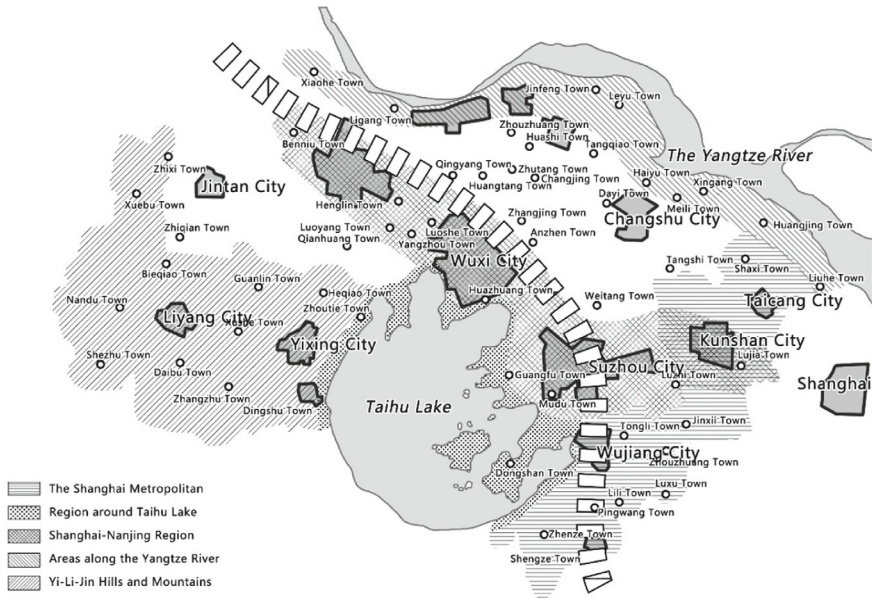 Xiaohe Town
Jinfeng Town
Leyu Town
Ligang Town
Zhouzhuang Town
Huashi Town
Benniu Town
Tangqiao Town
The Yangtze River
Zhixi Town
Qingyang Town
Zhutang Town
Changjing Town
Huangtang Town
Haiyu Town
Xingang Town
Jintan City
Dayi Town
Meili Town
Xuebu Town
Henglin Town
Zhangjing Town
Changshu City
Huangjing Town
Luoyang Town
Luoshe Town
Zhiqian Town
Qianhuang Town
Yangzhou Town
Anzhen Town
Wuxi City
Tangshi Town
Shaxi Town
Bieqiao Town
Guanlin Town
Liuhe Town
Nandu Town
Heqiao Town
Huazhuang Town
Weitang Town
Taicang City
Zhoutie Town
Liyang City
Yixing City
Kunshan City
Shezhu Town
Daibu Town
Guangfu Town
Suzhou City
Lujia Town
Luzhi Town
Shanghai
Zhangzhu Town
Dingshu Town
Taihu Lake
Mudu Town
Tongli Town
Jinxii Town
Wujiang City
Zhouzhuang Town
Dongshan Town
Luxu Town
Lili Town
Pingwang Town
Zhenze Town
Shengze Town
The Shanghai Metropolitan
Region around Taihu Lake
Shanghai-Nanjing Region
Areas along the Yangtze River
Yi-Li-Jin Hills and Mountains